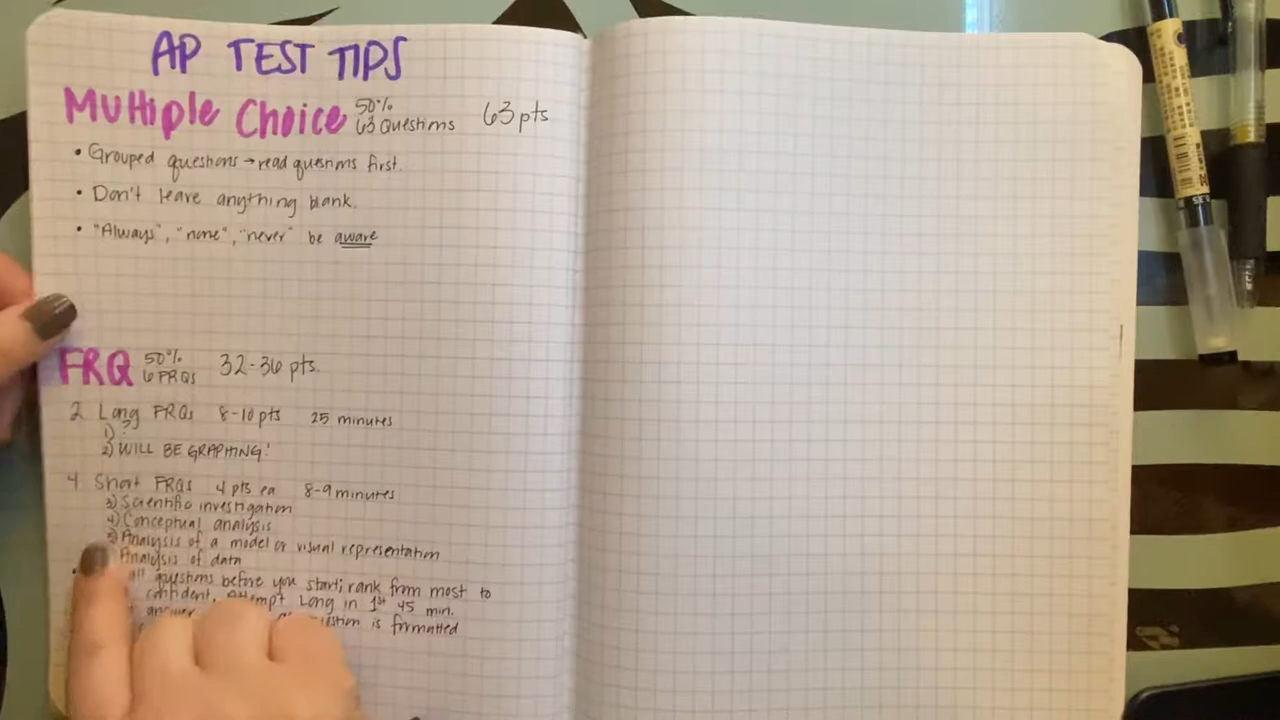 AP TEST TIPS
Multiple Choice 50% 63 Questions 63 pts
• Grouped questions → read questions first.
• Don't leave anything blank.
• "Always", "none", "never" be aware
FRQ 50% 6 FRQs 32-36 pts.
2 Long FRQs 8-10 pts 25 minutes
1) ?
2) WILL BE GRAPHING!
4 Short FRQs 4 pts ea 8-9 minutes
3) Scientific investigation
4) Conceptual analysis
5) Analysis of a model or visual representation
Analysis of data
all questions before you start; rank from most to
confident. Attempt Long in 1st 45 min.
answer is formatted